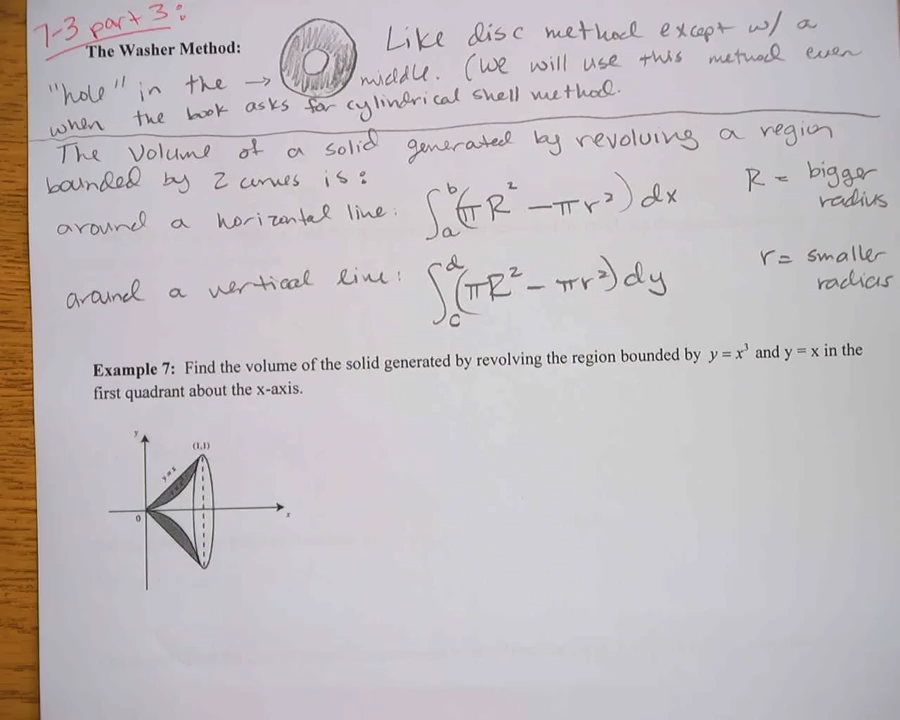 7-3 part 3:
The Washer Method:
Like disc method except w/ a
"hole" in the → middle. (We will use this method even
when the book asks for cylindrical shell method.
The Volume of a solid generated by revolving a region
bounded by 2 curves is:
around a horizontal line: ∫_a^b (πR² - πr²) dx
R = bigger
radius
around a vertical line: ∫_c^d (πR² - πr²) dy
r = smaller
radius
Example 7: Find the volume of the solid generated by revolving the region bounded by y = x³ and y = x in the
first quadrant about the x-axis.
y
(1,1)
y = x
0
x